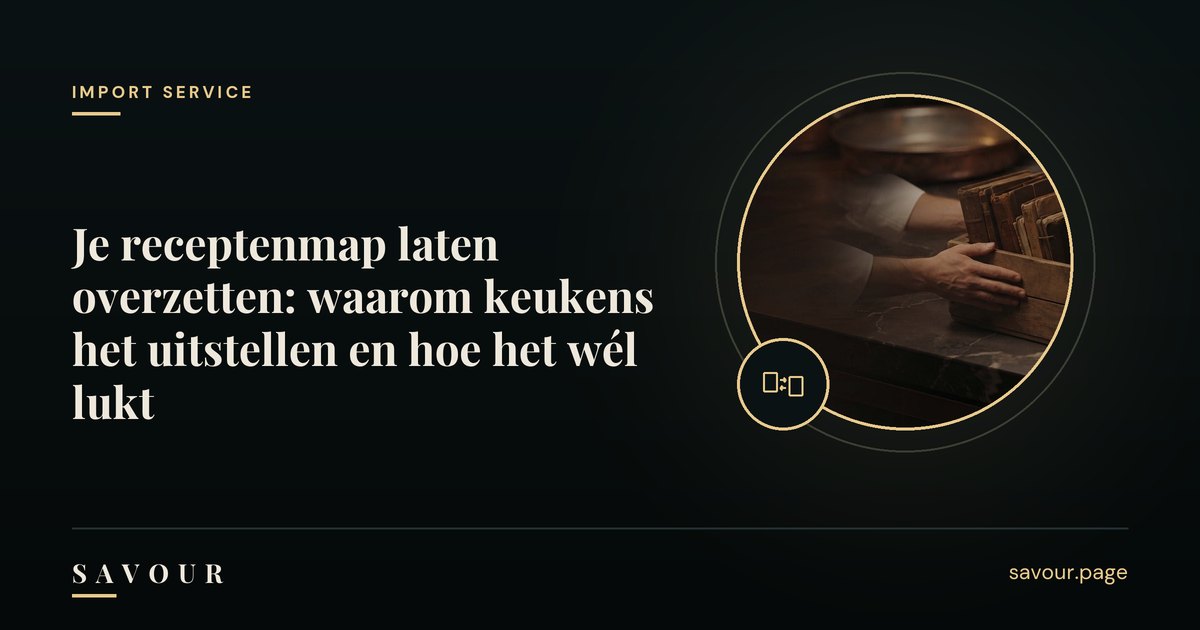 IMPORT SERVICE
Je receptenmap laten
overzetten: waarom keukens
het uitstellen en hoe het wél
lukt
SAVOUR
savour.page